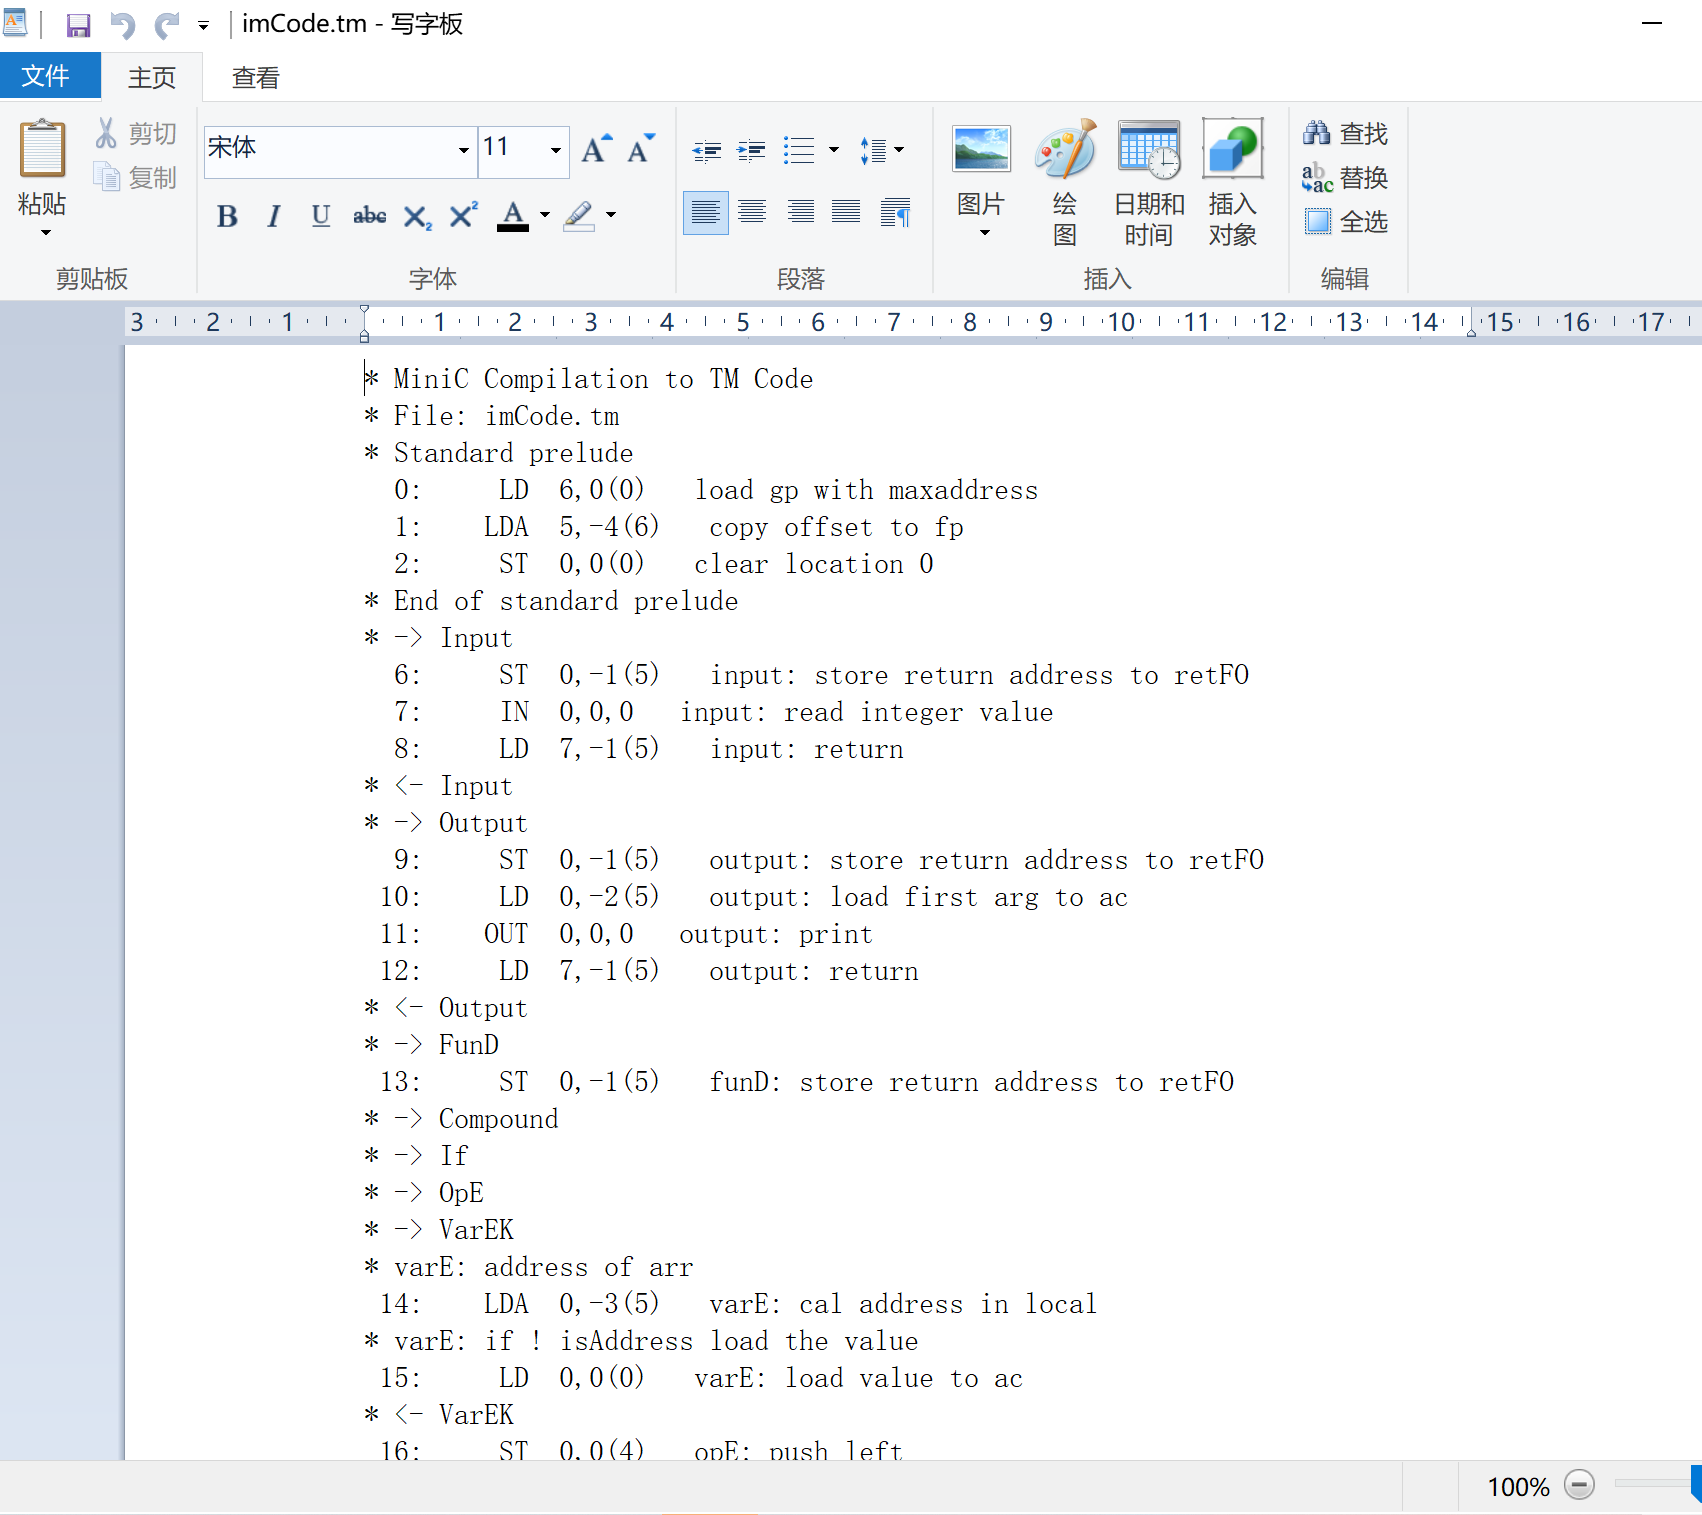 imCode.tm - 写字板
文件 主页 查看
粘贴 剪切 复制
剪贴板
宋体 11
B I U abc X₂ X² A
字体
段落
图片 绘图 日期和时间 插入对象
插入
查找
替换
全选
编辑
3 2 1 1 2 3 4 5 6 7 8 9 10 11 12 13 14 15 16 17
* MiniC Compilation to TM Code
* File: imCode.tm
* Standard prelude
0: LD 6,0(0) load gp with maxaddress
1: LDA 5,-4(6) copy offset to fp
2: ST 0,0(0) clear location 0
* End of standard prelude
* -> Input
6: ST 0,-1(5) input: store return address to retFO
7: IN 0,0,0 input: read integer value
8: LD 7,-1(5) input: return
* <- Input
* -> Output
9: ST 0,-1(5) output: store return address to retFO
10: LD 0,-2(5) output: load first arg to ac
11: OUT 0,0,0 output: print
12: LD 7,-1(5) output: return
* <- Output
* -> FunD
13: ST 0,-1(5) funD: store return address to retFO
* -> Compound
* -> If
* -> OpE
* -> VarEK
* varE: address of arr
14: LDA 0,-3(5) varE: cal address in local
* varE: if ! isAddress load the value
15: LD 0,0(0) varE: load value to ac
* <- VarEK
16: ST 0,0(4) opE: push left
100%